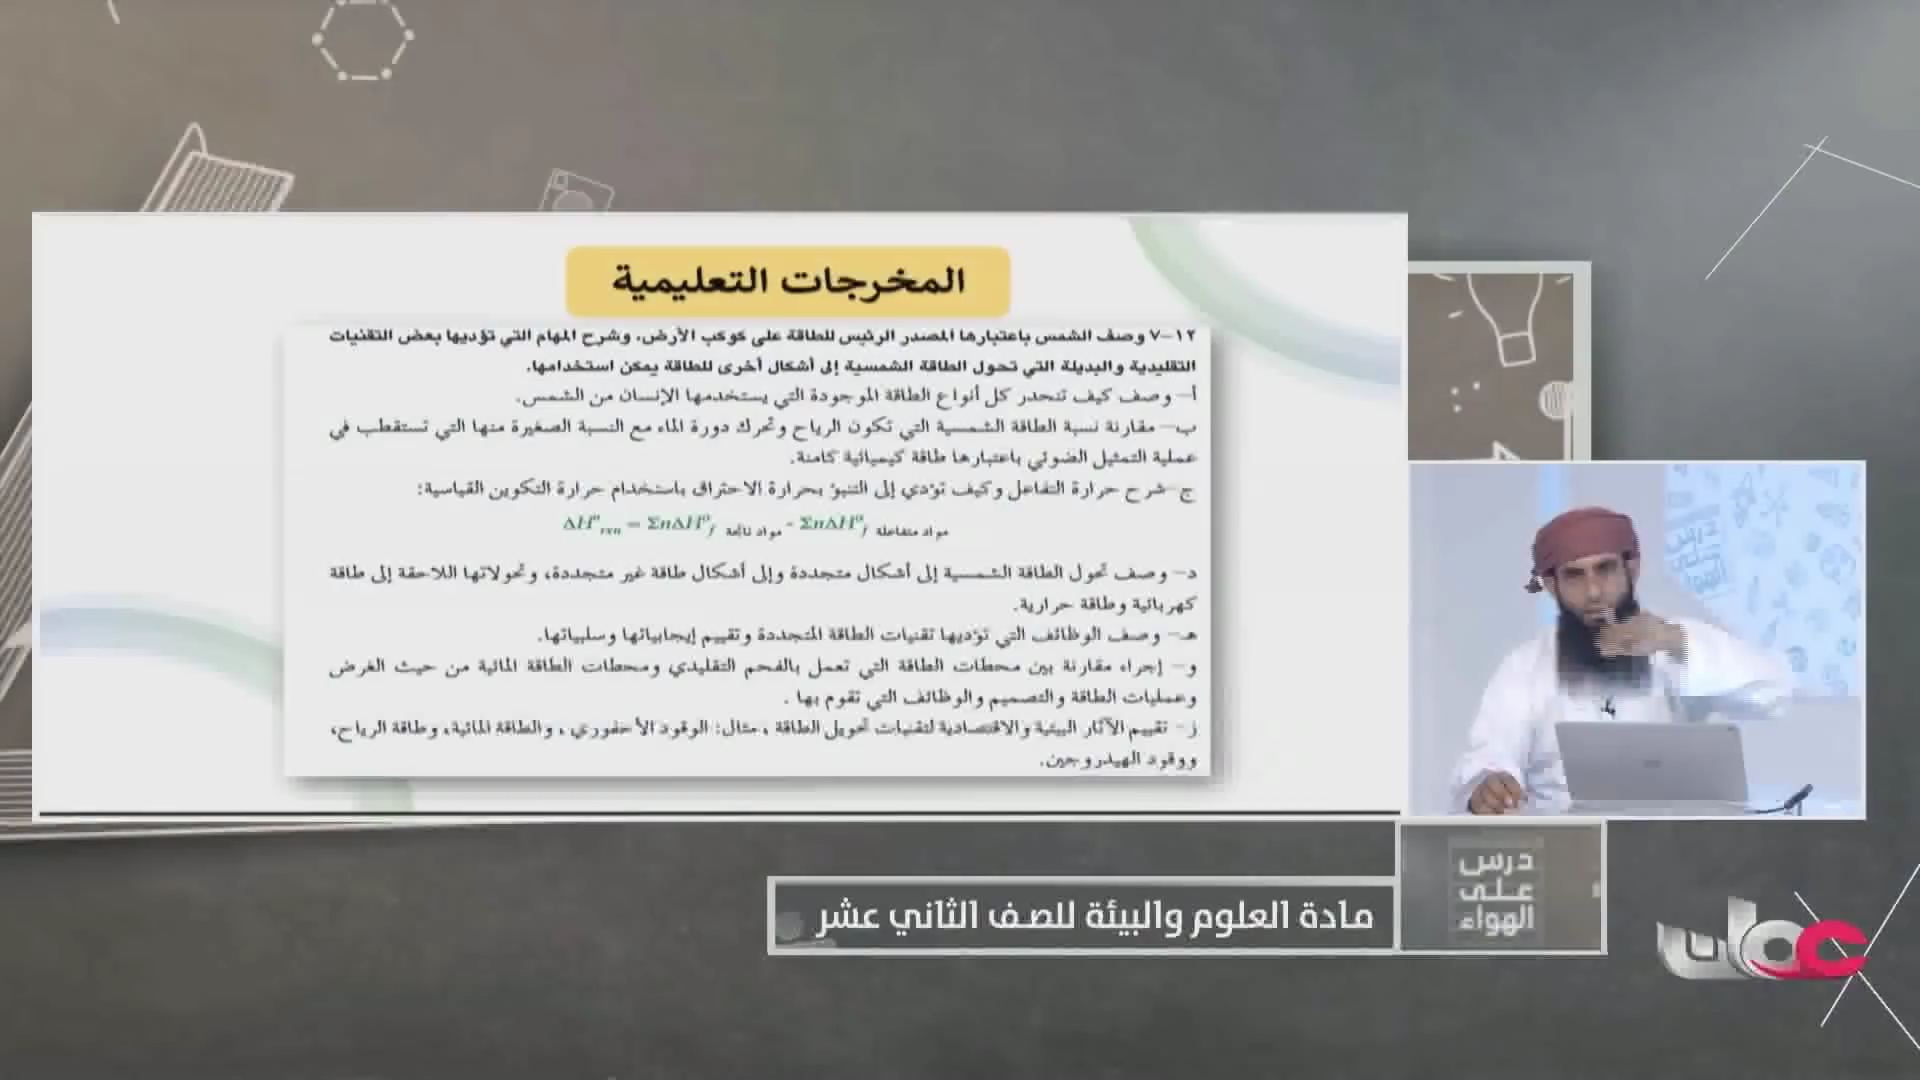 المخرجات التعليمية
١٢-٧ وصف الشمس باعتبارها المصدر الرئيس للطاقة على كوكب الأرض، وشرح المهام التي تؤديها بعض التقنيات
التقليدية والبديلة التي تحول الطاقة الشمسية إلى أشكال أخرى للطاقة يمكن استخدامها.
أ- وصف كيف تنحدر كل أنواع الطاقة الموجودة التي يستخدمها الإنسان من الشمس.
ب- مقارنة نسبة الطاقة الشمسية التي تكون الرياح وتحرك دورة الماء مع النسبة الصغيرة منها التي تستقطب في
عملية التمثيل الضوئي باعتبارها طاقة كيميائية كامنة.
ج- شرح حرارة التفاعل وكيف تؤدي إلى التنبؤ بحرارة الاحتراق باستخدام حرارة التكوين القياسية:
ΔH°rxn = ΣnΔH°f مواد ناتجة - ΣnΔH°f مواد متفاعلة
د- وصف تحول الطاقة الشمسية إلى أشكال متجددة وإلى أشكال طاقة غير متجددة، وتحولاتها اللاحقة إلى طاقة
كهربائية وطاقة حرارية.
هـ- وصف الوظائف التي تؤديها تقنيات الطاقة المتجددة وتقييم إيجابياتها وسلبياتها.
و- إجراء مقارنة بين محطات الطاقة التي تعمل بالفحم التقليدي ومحطات الطاقة المائية من حيث الغرض
وعمليات الطاقة والتصميم والوظائف التي تقوم بها .
ز- تقييم الآثار البيئية والاقتصادية لتقنيات تحويل الطاقة ، مثال: الوقود الأحفوري ، والطاقة المائية، وطاقة الرياح،
ووقود الهيدروجين.
درس
على
الهواء
درس
على
الهواء
مادة العلوم والبيئة للصف الثاني عشر
عمان